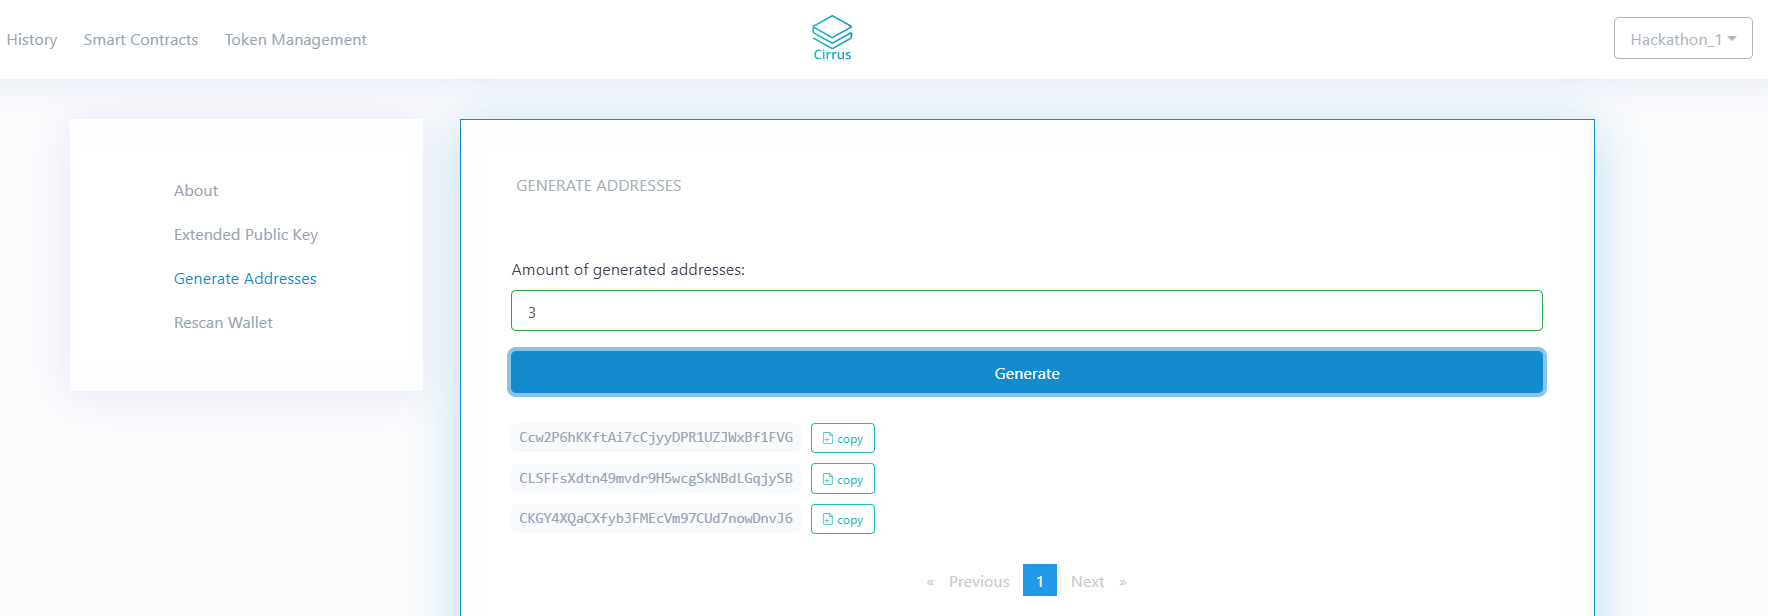 History Smart Contracts Token Management
Cirrus
Hackathon_1
About
Extended Public Key
Generate Addresses
Rescan Wallet
GENERATE ADDRESSES
Amount of generated addresses:
3
Generate
Ccw2P6hKKftAi7cCjyyDPR1UZJWxBf1FVG copy
CLSFFsXdtn49mvdr9H5wcgSkNBdLGqjySB copy
CKGY4XQaCXfyb3FMEcVm97CUd7nowDnvJ6 copy
« Previous 1 Next »